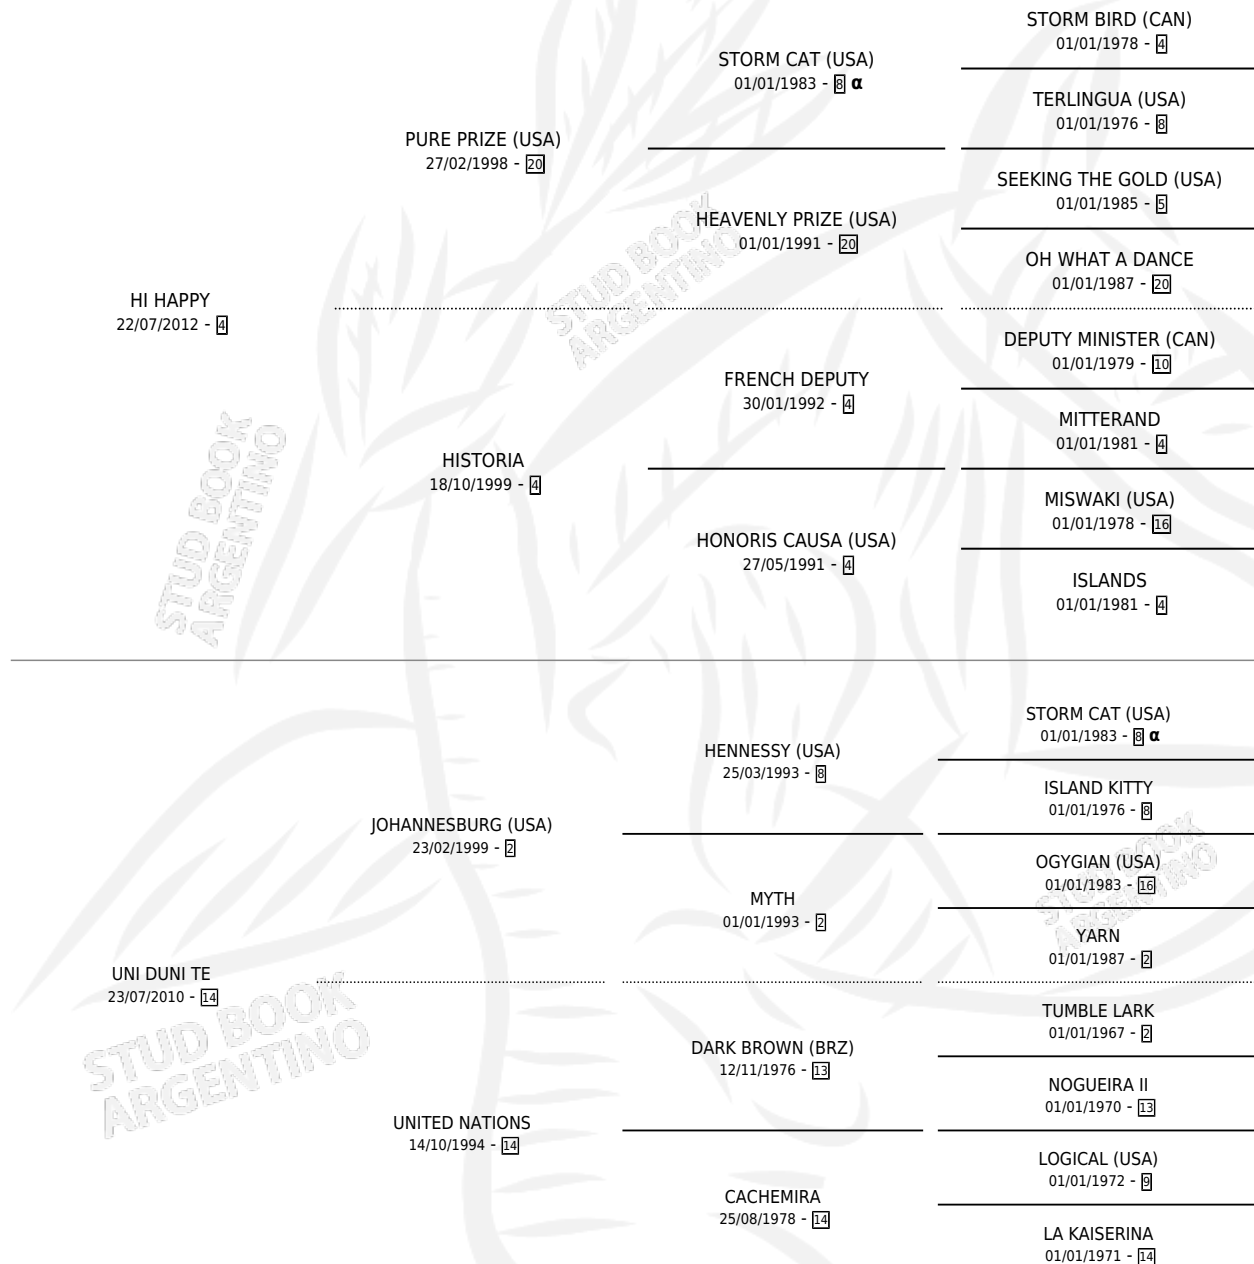 STORM BIRD (CAN)
01/01/1978 - 4
STORM CAT (USA)
01/01/1983 - 8 α
TERLINGUA (USA)
01/01/1976 - 8
PURE PRIZE (USA)
27/02/1998 - 20
SEEKING THE GOLD (USA)
01/01/1985 - 5
HEAVENLY PRIZE (USA)
01/01/1991 - 20
OH WHAT A DANCE
01/01/1987 - 20
HI HAPPY
22/07/2012 - 4
DEPUTY MINISTER (CAN)
01/01/1979 - 10
FRENCH DEPUTY
30/01/1992 - 4
MITTERAND
01/01/1981 - 4
HISTORIA
18/10/1999 - 4
MISWAKI (USA)
01/01/1978 - 16
HONORIS CAUSA (USA)
27/05/1991 - 4
ISLANDS
01/01/1981 - 4
STORM CAT (USA)
01/01/1983 - 8 α
HENNESSY (USA)
25/03/1993 - 8
ISLAND KITTY
01/01/1976 - 8
JOHANNESBURG (USA)
23/02/1999 - 2
OGYGIAN (USA)
01/01/1983 - 16
MYTH
01/01/1993 - 2
YARN
01/01/1987 - 2
UNI DUNI TE
23/07/2010 - 14
TUMBLE LARK
01/01/1967 - 2
DARK BROWN (BRZ)
12/11/1976 - 13
NOGUEIRA II
01/01/1970 - 13
UNITED NATIONS
14/10/1994 - 14
LOGICAL (USA)
01/01/1972 - 9
CACHEMIRA
25/08/1978 - 14
LA KAISERINA
01/01/1971 - 14
STUD BOOK
ARGENTINO
STUD BOOK
ARGENTINO
STUD BOOK
ARGENTINO
STUD BOOK
ARGENTINO